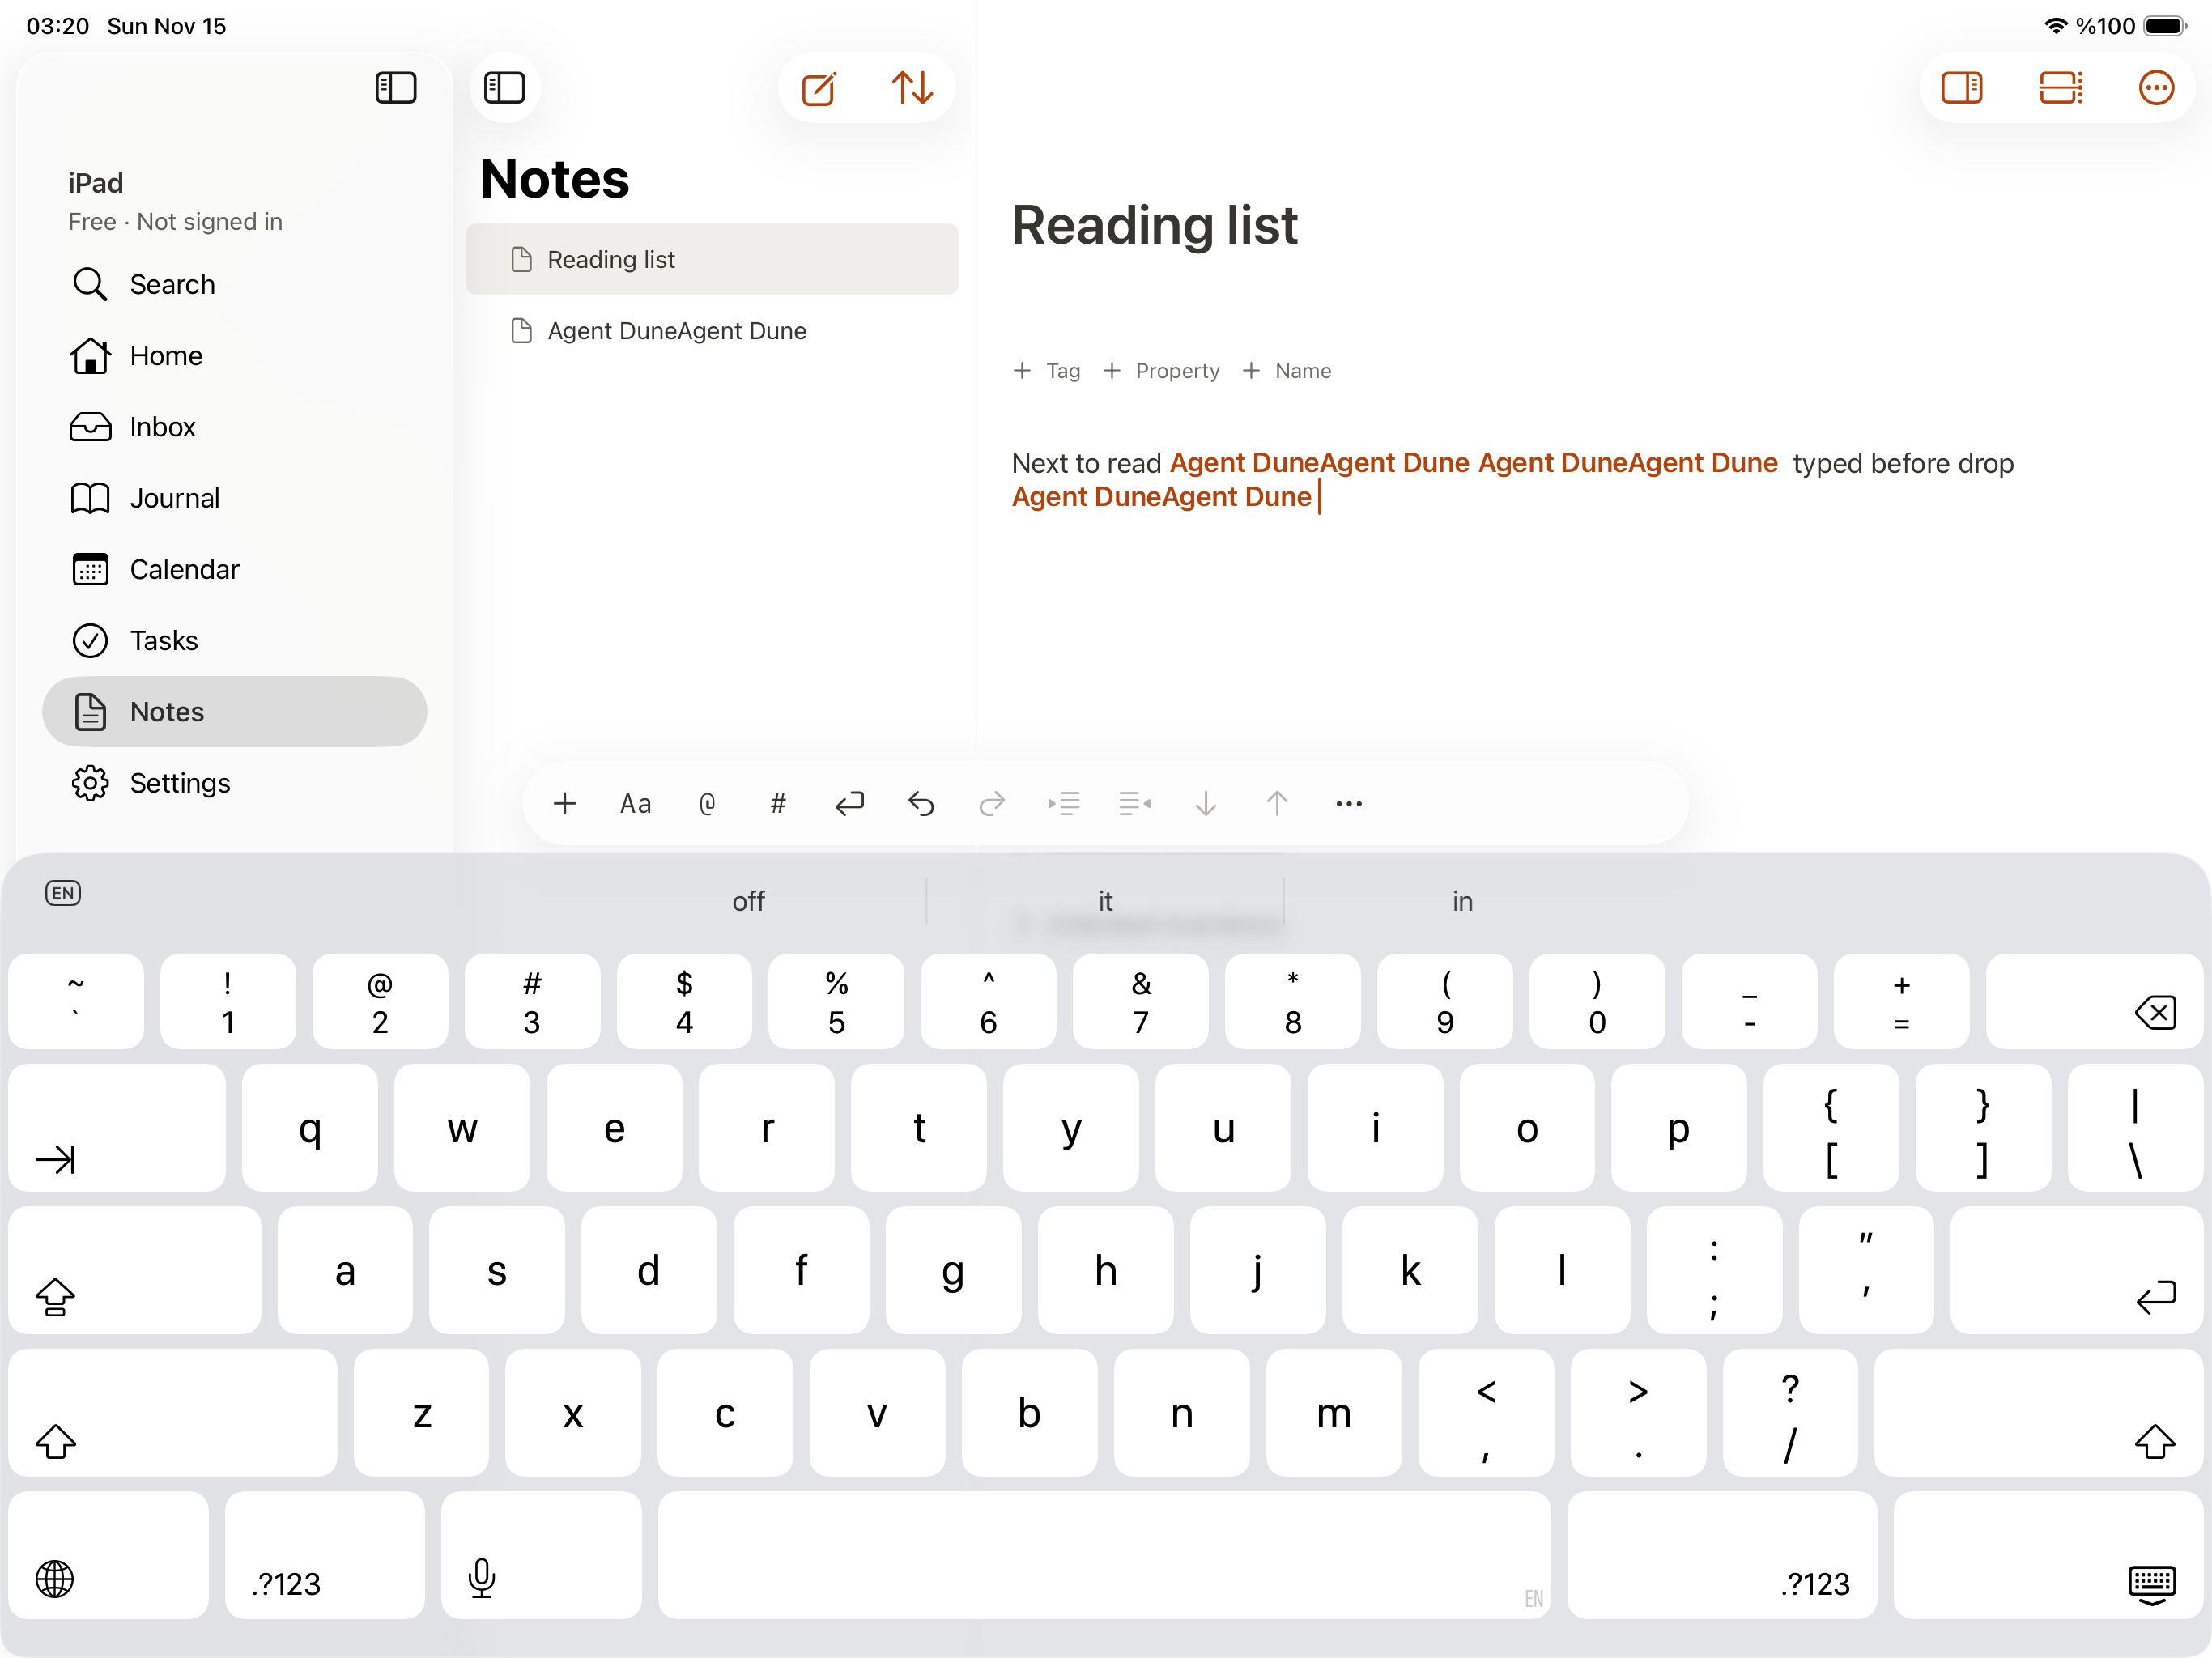 03:20 Sun Nov 15
%100
iPad
Free · Not signed in
Search
Home
Inbox
Journal
Calendar
Tasks
Notes
Settings
Notes
Reading list
Agent DuneAgent Dune
Reading list
+ Tag + Property + Name
Next to read Agent DuneAgent Dune Agent DuneAgent Dune typed before drop
Agent DuneAgent Dune
+ Aa @ #
EN
off it in
~ ! @ # $ % ^ & * ( ) _ +
` 1 2 3 4 5 6 7 8 9 0 - =
q w e r t y u i o p { } |
[ ] \
a s d f g h j k l : "
; '
z x c v b n m < > ?
, . /
.?123 EN .?123